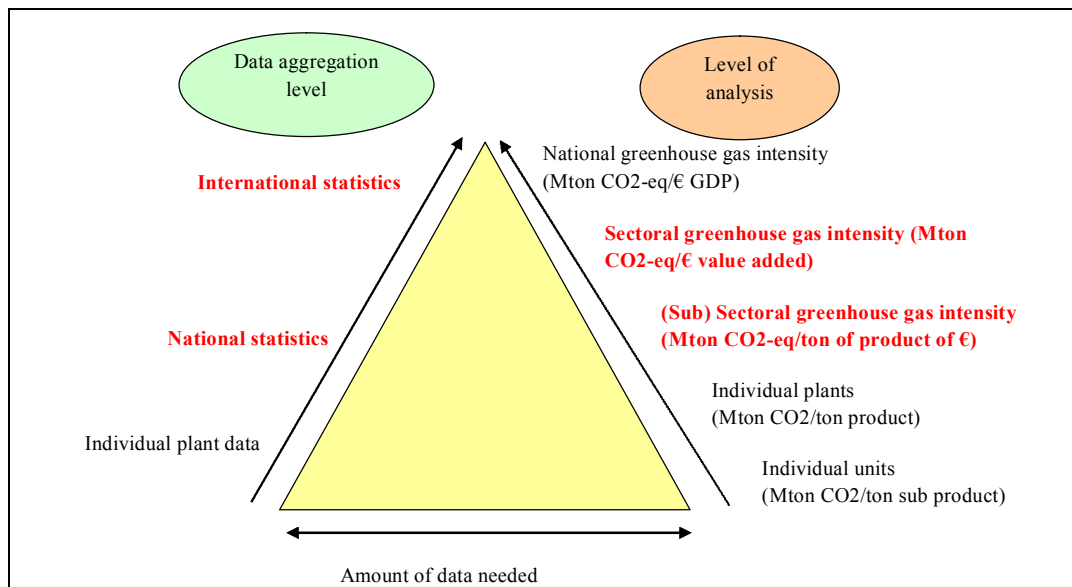 Data aggregation
level
Level of
analysis
National greenhouse gas intensity
(Mton CO2-eq/€ GDP)
International statistics
Sectoral greenhouse gas intensity (Mton
CO2-eq/€ value added)
(Sub) Sectoral greenhouse gas intensity
(Mton CO2-eq/ton of product of €)
National statistics
Individual plants
(Mton CO2/ton product)
Individual plant data
Individual units
(Mton CO2/ton sub product)
Amount of data needed